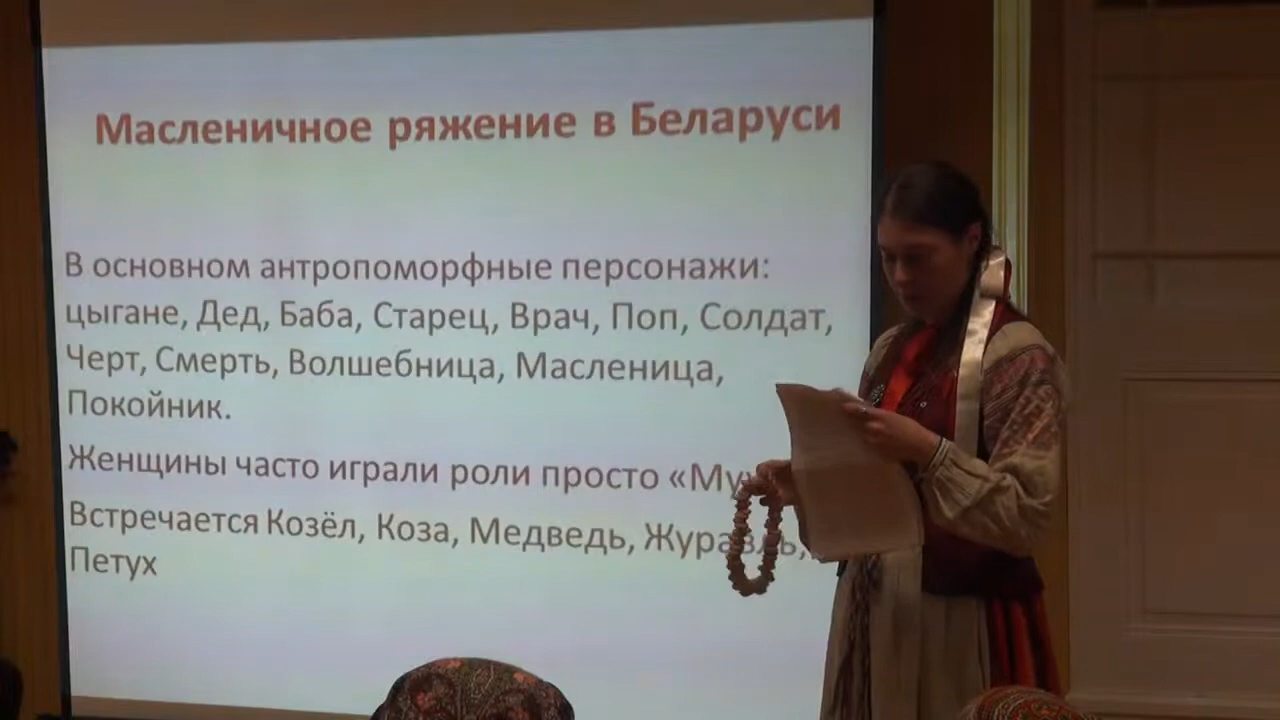 Масленичное ряжение в Беларуси
В основном антропоморфные персонажи:
цыгане, Дед, Баба, Старец, Врач, Поп, Солдат,
Черт, Смерть, Волшебница, Масленица,
Покойник.
Женщины часто играли роли просто
Встречается Козёл, Коза, Медведь, Журавль,
Петух